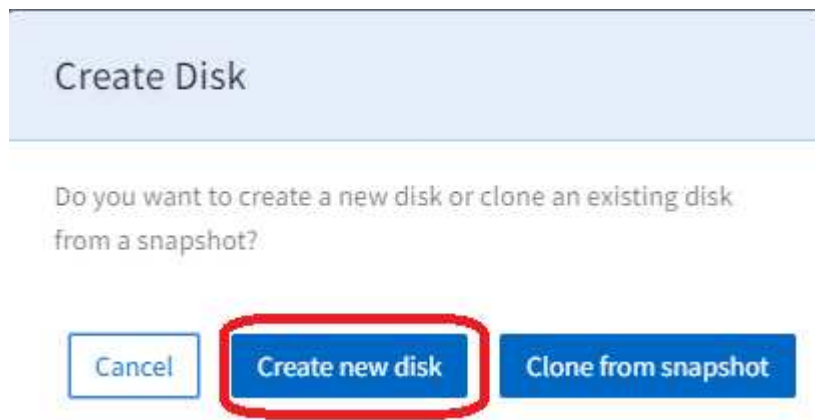 Create Disk
Do you want to create a new disk or clone an existing disk
from a snapshot?
Cancel Create new disk Clone from snapshot